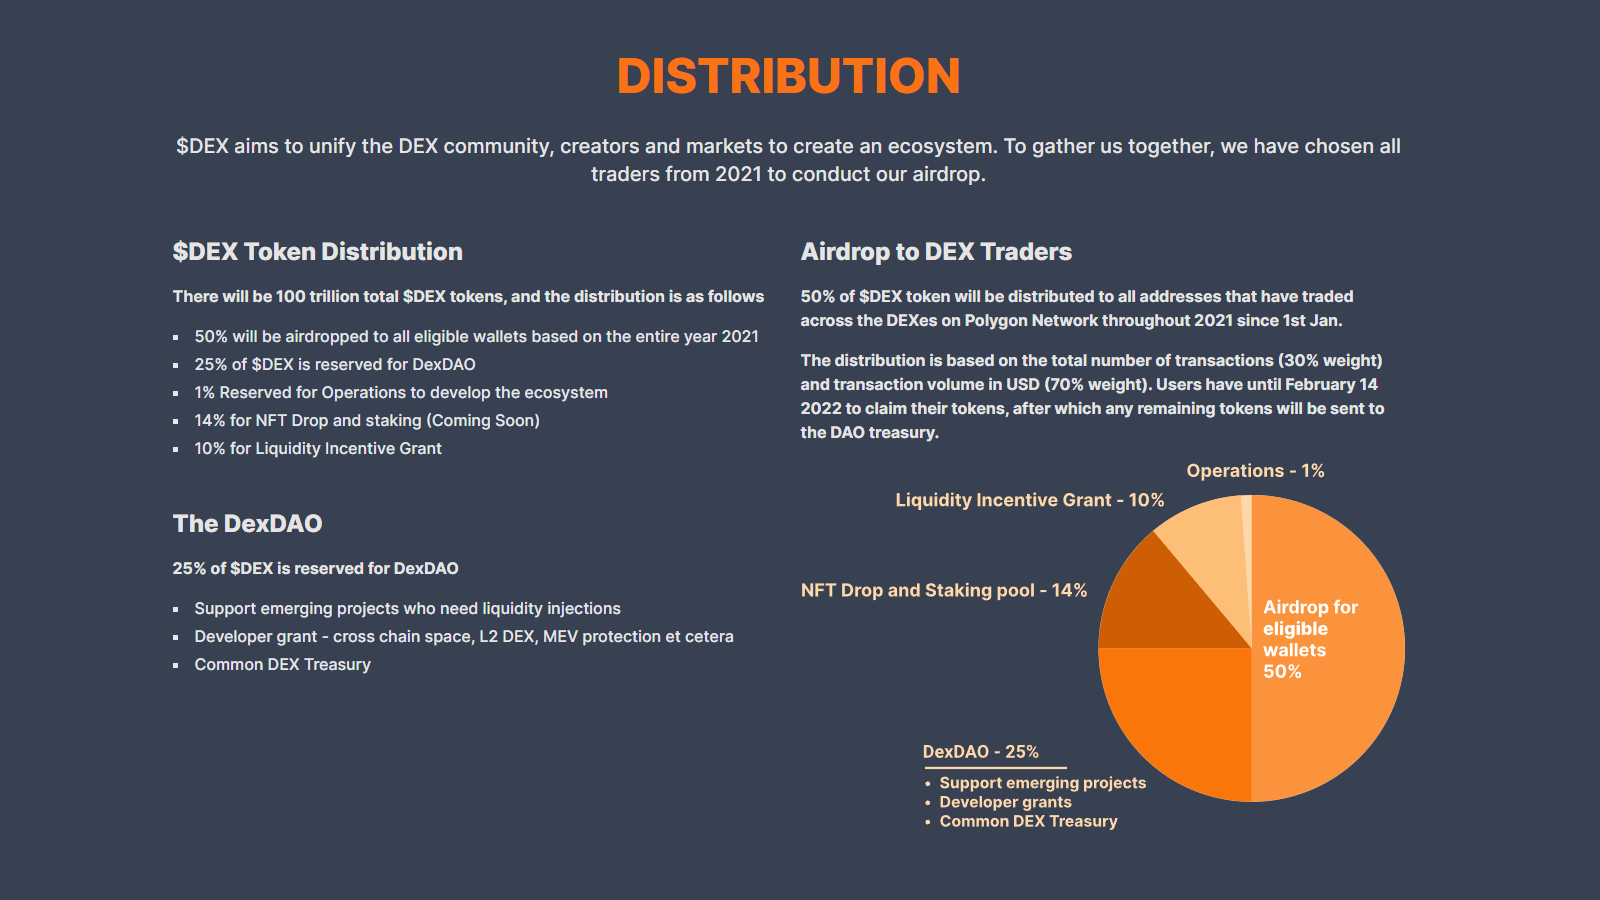 DISTRIBUTION
$DEX aims to unify the DEX community, creators and markets to create an ecosystem. To gather us together, we have chosen all
traders from 2021 to conduct our airdrop.
$DEX Token Distribution
There will be 100 trillion total $DEX tokens, and the distribution is as follows
▪ 50% will be airdropped to all eligible wallets based on the entire year 2021
▪ 25% of $DEX is reserved for DexDAO
▪ 1% Reserved for Operations to develop the ecosystem
▪ 14% for NFT Drop and staking (Coming Soon)
▪ 10% for Liquidity Incentive Grant
The DexDAO
25% of $DEX is reserved for DexDAO
▪ Support emerging projects who need liquidity injections
▪ Developer grant - cross chain space, L2 DEX, MEV protection et cetera
▪ Common DEX Treasury
Airdrop to DEX Traders
50% of $DEX token will be distributed to all addresses that have traded
across the DEXes on Polygon Network throughout 2021 since 1st Jan.
The distribution is based on the total number of transactions (30% weight)
and transaction volume in USD (70% weight). Users have until February 14
2022 to claim their tokens, after which any remaining tokens will be sent to
the DAO treasury.
Operations - 1%
Liquidity Incentive Grant - 10%
NFT Drop and Staking pool - 14%
Airdrop for
eligible
wallets
50%
DexDAO - 25%
• Support emerging projects
• Developer grants
• Common DEX Treasury